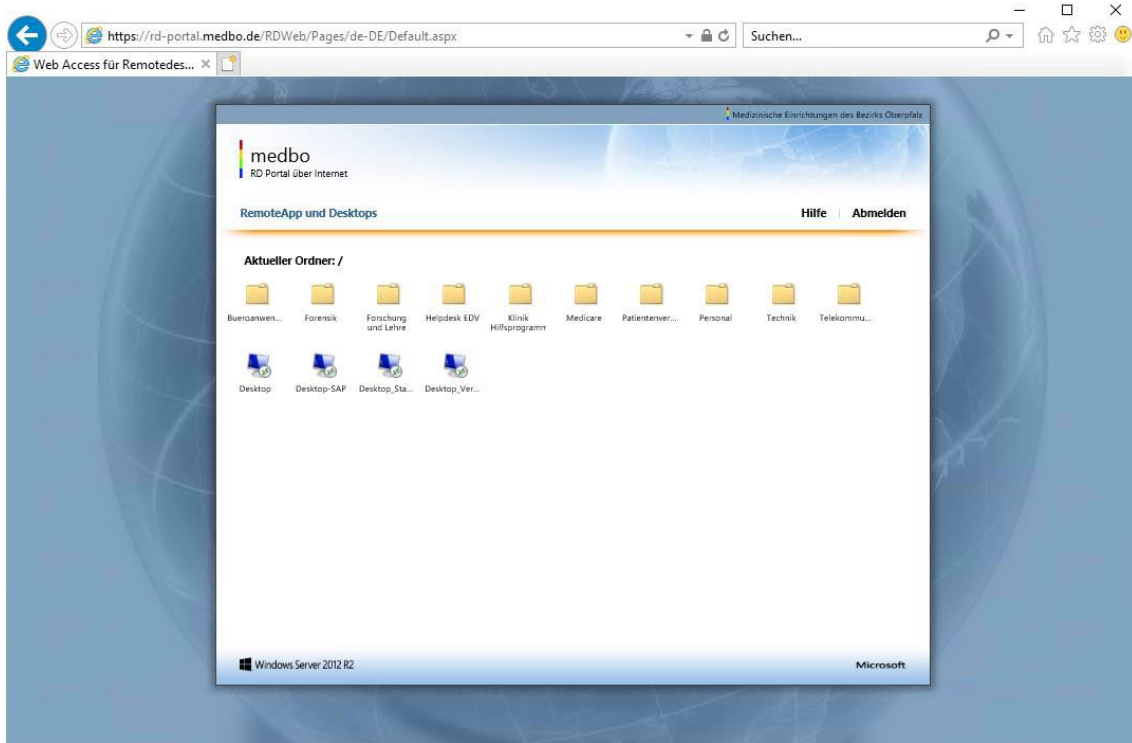 https://rd-portal.medbo.de/RDWeb/Pages/de-DE/Default.aspx
Suchen...
Web Access für Remotedes...
Medizinische Einrichtungen des Bezirks Oberpfalz
medbo
RD Portal über Internet
RemoteApp und Desktops
Hilfe
Abmelden
Aktueller Ordner: /
Bueroanwen...
Forensik
Forschung
und Lehre
Helpdesk EDV
Klinik
Hilfsprogramm
Medicare
Patientenver...
Personal
Technik
Telekommu...
Desktop
Desktop-SAP
Desktop_Sta...
Desktop_Ver...
Windows Server 2012 R2
Microsoft